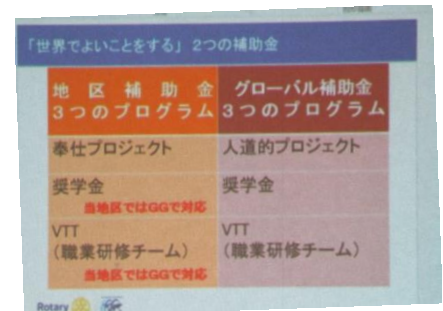 「世界でよいことをする」 2つの補助金
地区補助金
3つのプログラム
グローバル補助金
3つのプログラム
奉仕プロジェクト
人道的プロジェクト
奨学金
当地区ではGGで対応
奨学金
VTT
(職業研修チーム)
当地区ではGGで対応
VTT
(職業研修チーム)
Rotary